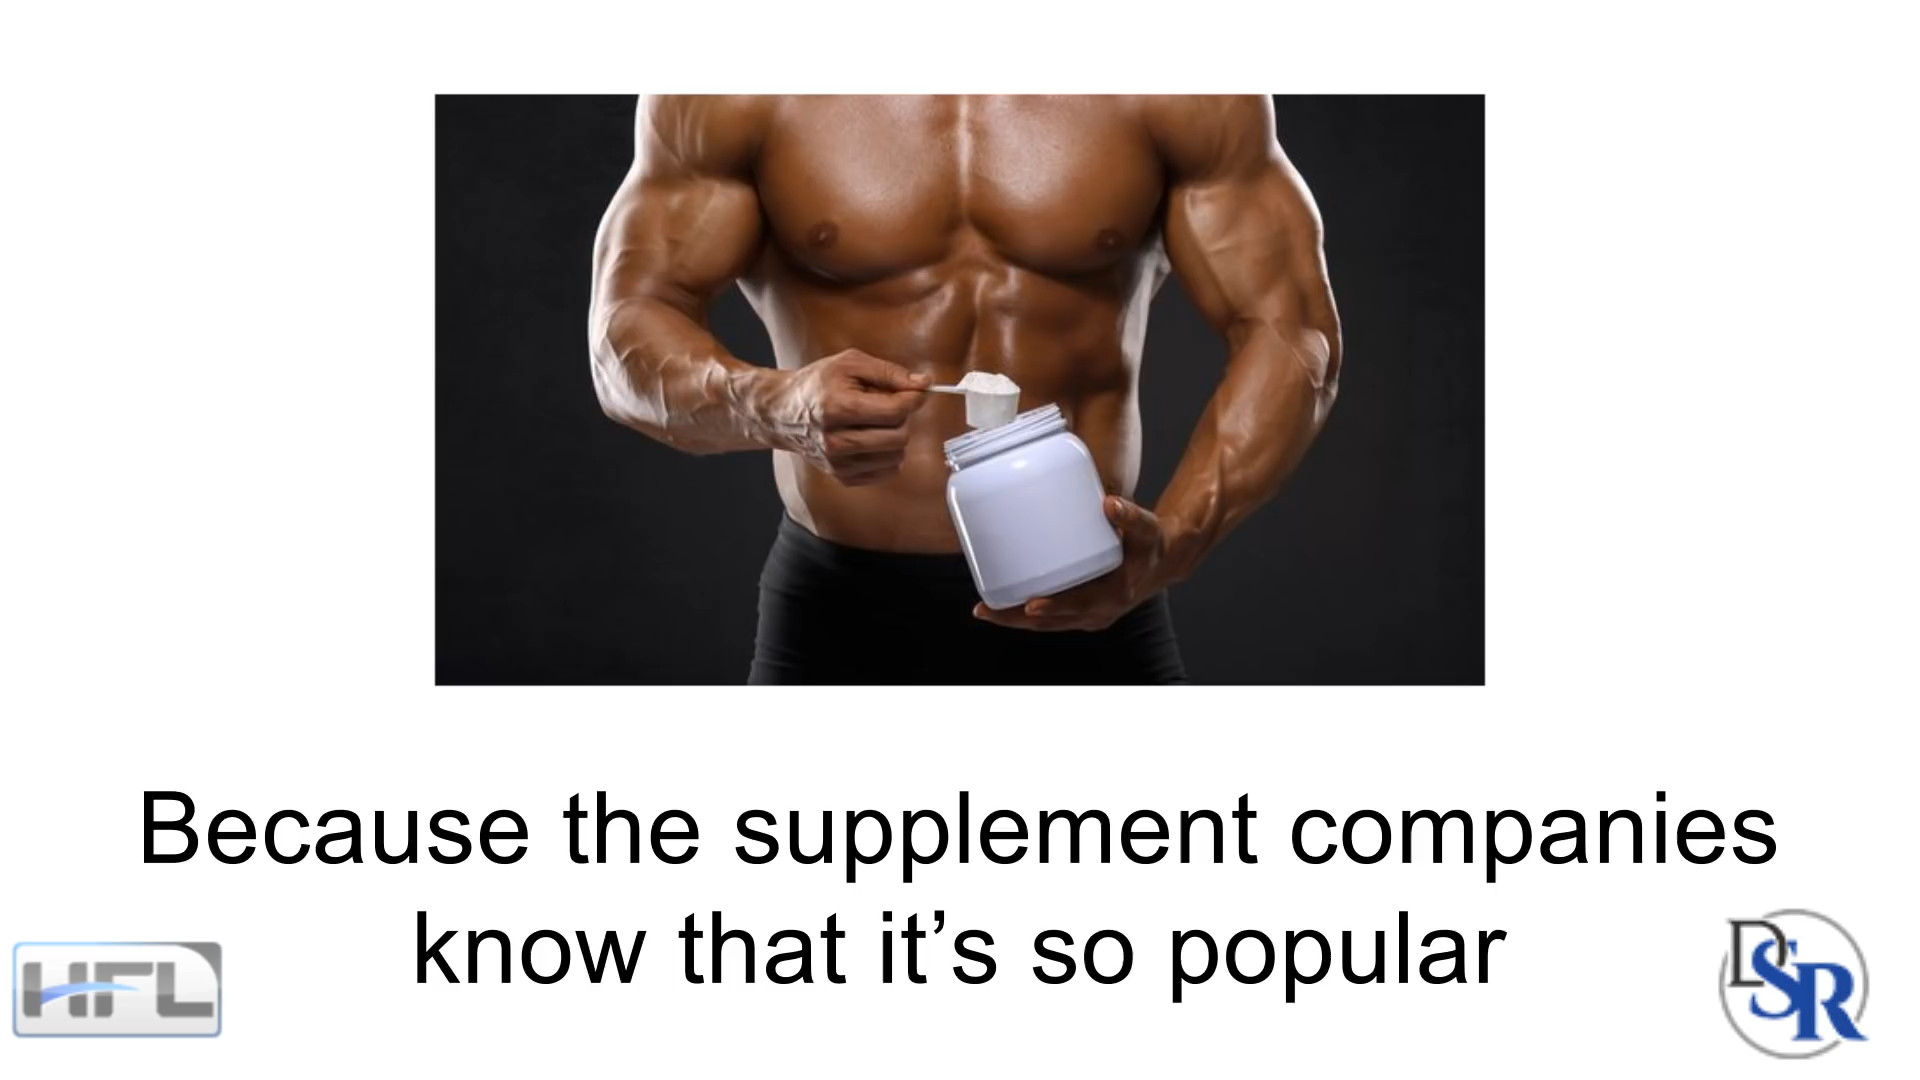 Because the supplement companies
know that it’s so popular
HFL
DSR